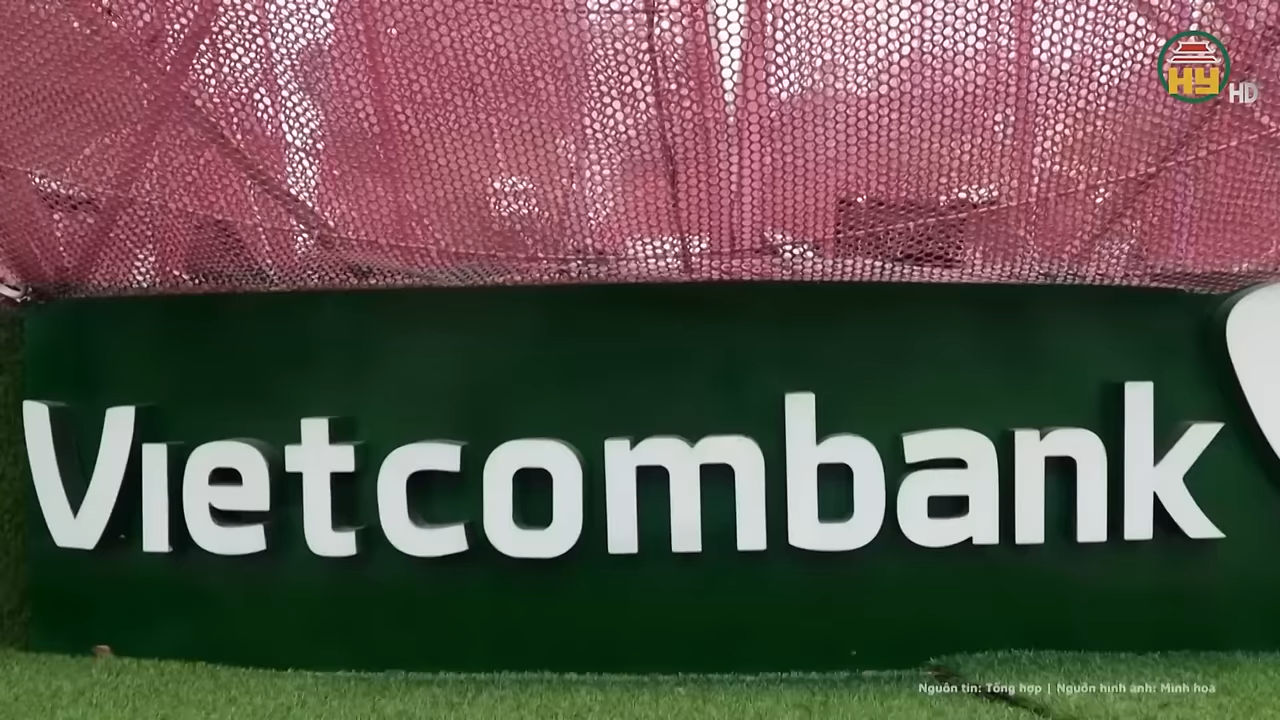 HY HD
Vietcombank
Nguồn tin: Tổng hợp | Nguồn hình ảnh: Minh hoạ